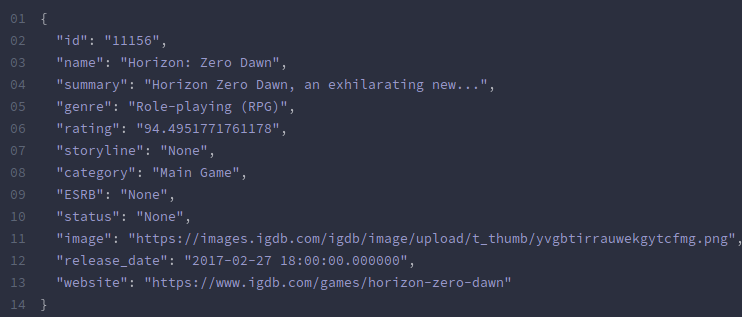 01 {
02   "id": "11156",
03   "name": "Horizon: Zero Dawn",
04   "summary": "Horizon Zero Dawn, an exhilarating new...",
05   "genre": "Role-playing (RPG)",
06   "rating": "94.4951771761178",
07   "storyline": "None",
08   "category": "Main Game",
09   "ESRB": "None",
10   "status": "None",
11   "image": "https://images.igdb.com/igdb/image/upload/t_thumb/yvgbtirrauwekgytcfmg.png",
12   "release_date": "2017-02-27 18:00:00.000000",
13   "website": "https://www.igdb.com/games/horizon-zero-dawn"
14 }